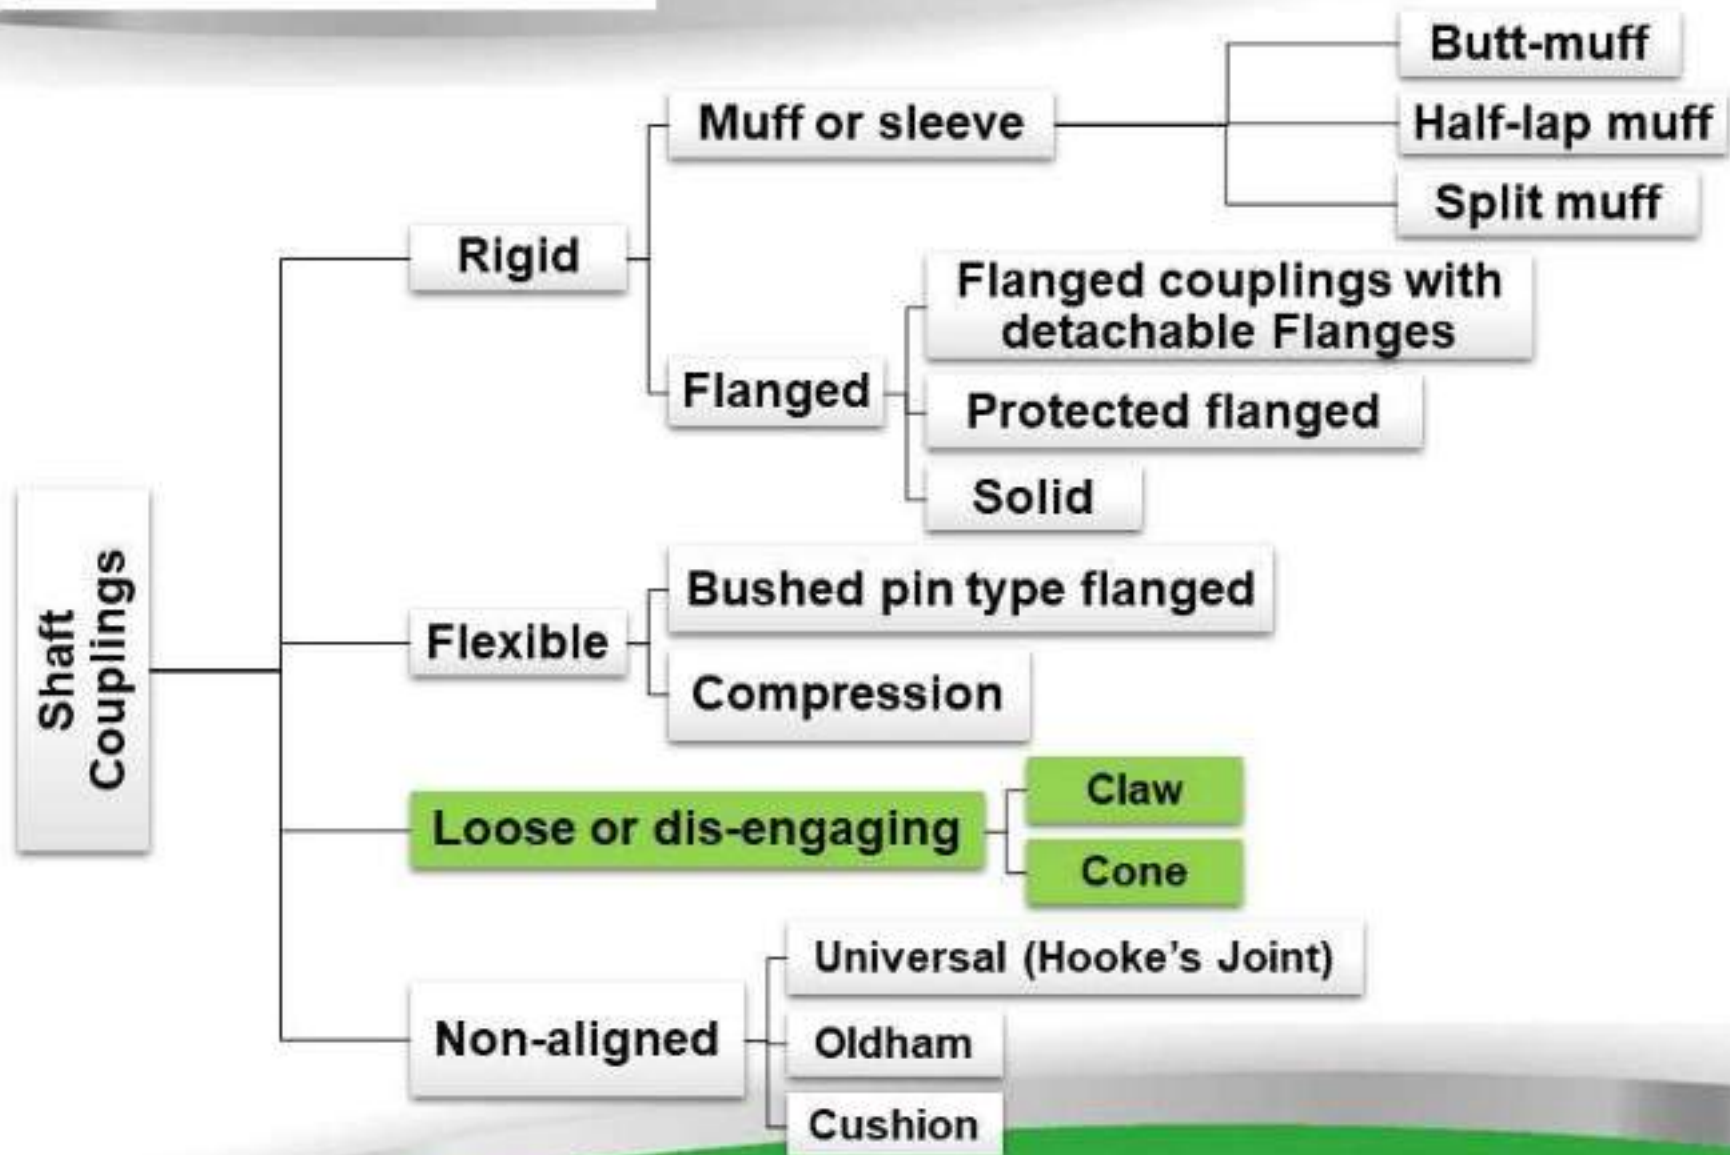 Shaft
Couplings
Rigid
Muff or sleeve
Butt-muff
Half-lap muff
Split muff
Flanged
Flanged couplings with
detachable Flanges
Protected flanged
Solid
Flexible
Bushed pin type flanged
Compression
Loose or dis-engaging
Claw
Cone
Non-aligned
Universal (Hooke's Joint)
Oldham
Cushion